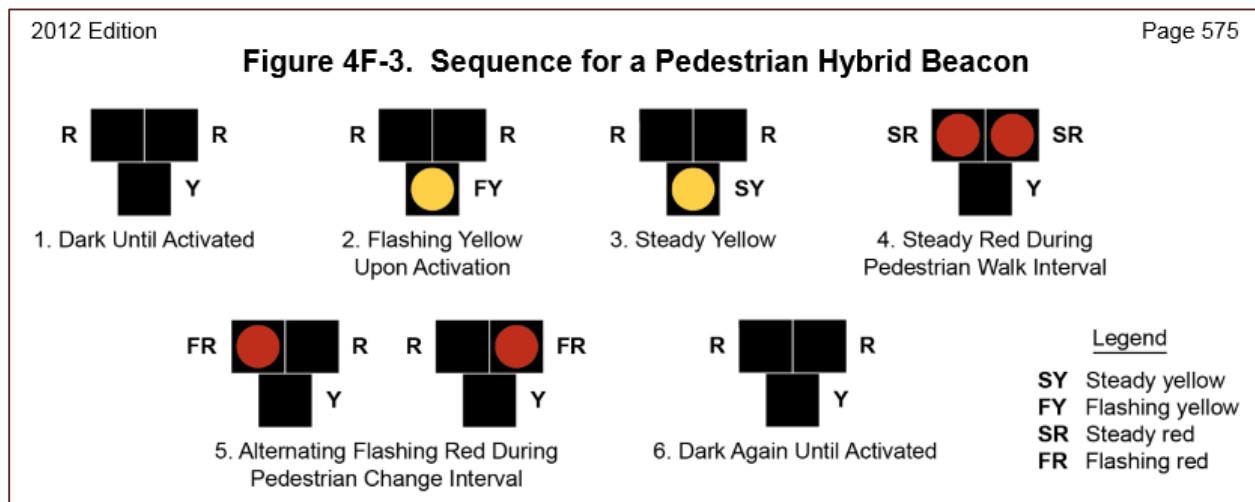 2012 Edition
Page 575
Figure 4F-3. Sequence for a Pedestrian Hybrid Beacon
R R
Y
R R
FY
R R
SY
SR SR
Y
1. Dark Until Activated
2. Flashing Yellow
Upon Activation
3. Steady Yellow
4. Steady Red During
Pedestrian Walk Interval
FR R
Y
R FR
Y
R R
Y
5. Alternating Flashing Red During
Pedestrian Change Interval
6. Dark Again Until Activated
Legend
SY Steady yellow
FY Flashing yellow
SR Steady red
FR Flashing red